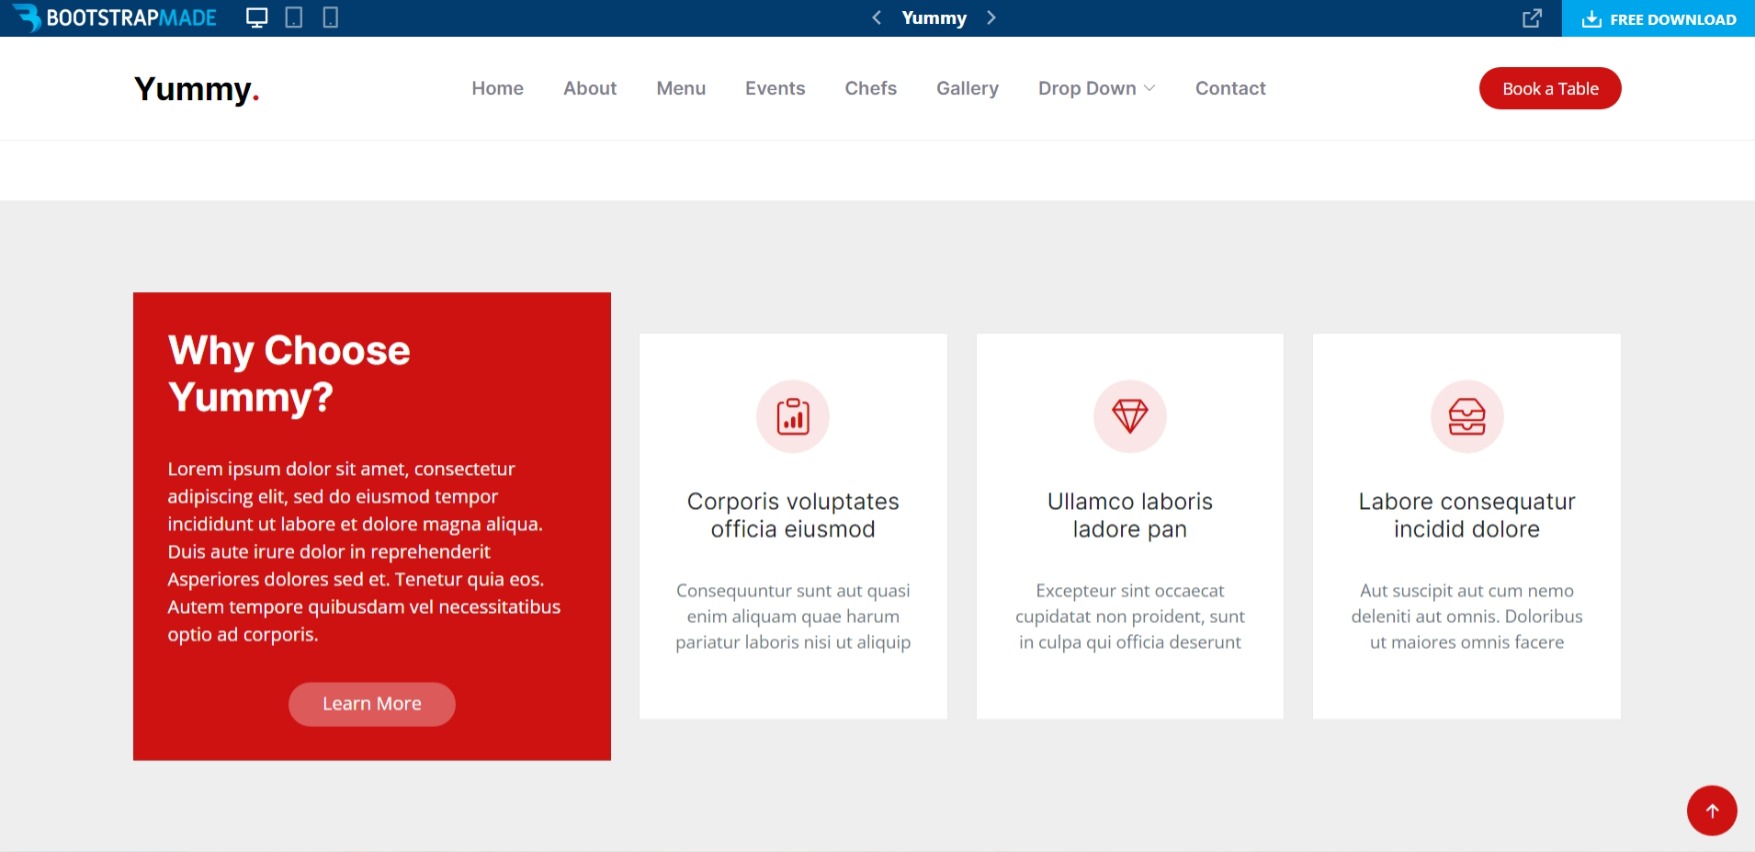 BOOTSTRAPMADE
Yummy
FREE DOWNLOAD
Yummy.
Home
About
Menu
Events
Chefs
Gallery
Drop Down
Contact
Book a Table
Why Choose
Yummy?
Lorem ipsum dolor sit amet, consectetur
adipiscing elit, sed do eiusmod tempor
incididunt ut labore et dolore magna aliqua.
Duis aute irure dolor in reprehenderit
Asperiores dolores sed et. Tenetur quia eos.
Autem tempore quibusdam vel necessitatibus
optio ad corporis.
Learn More
Corporis voluptates
officia eiusmod
Consequuntur sunt aut quasi
enim aliquam quae harum
pariatur laboris nisi ut aliquip
Ullamco laboris
ladore pan
Excepteur sint occaecat
cupidatat non proident, sunt
in culpa qui officia deserunt
Labore consequatur
incidid dolore
Aut suscipit aut cum nemo
deleniti aut omnis. Doloribus
ut maiores omnis facere